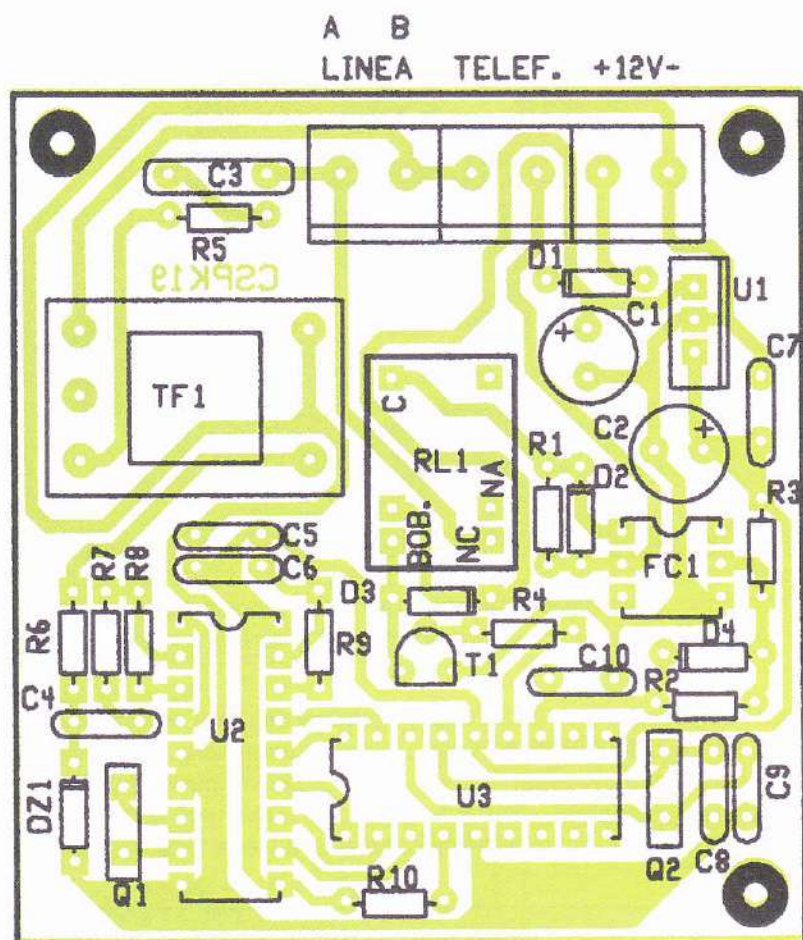 A B
LINEA TELEF. +12V-
C3
R5
CSPK19
D1
C1
U1
C7
TF1
C
RL1
NA
BOB.
NC
R1
C2
+
+
D2
R3
C5
C6
FC1
R7
R8
D3
R4
R6
R9
T1
D4
C10
R2
C4
U2
U3
DZ1
C9
Q1
R10
Q2
C8